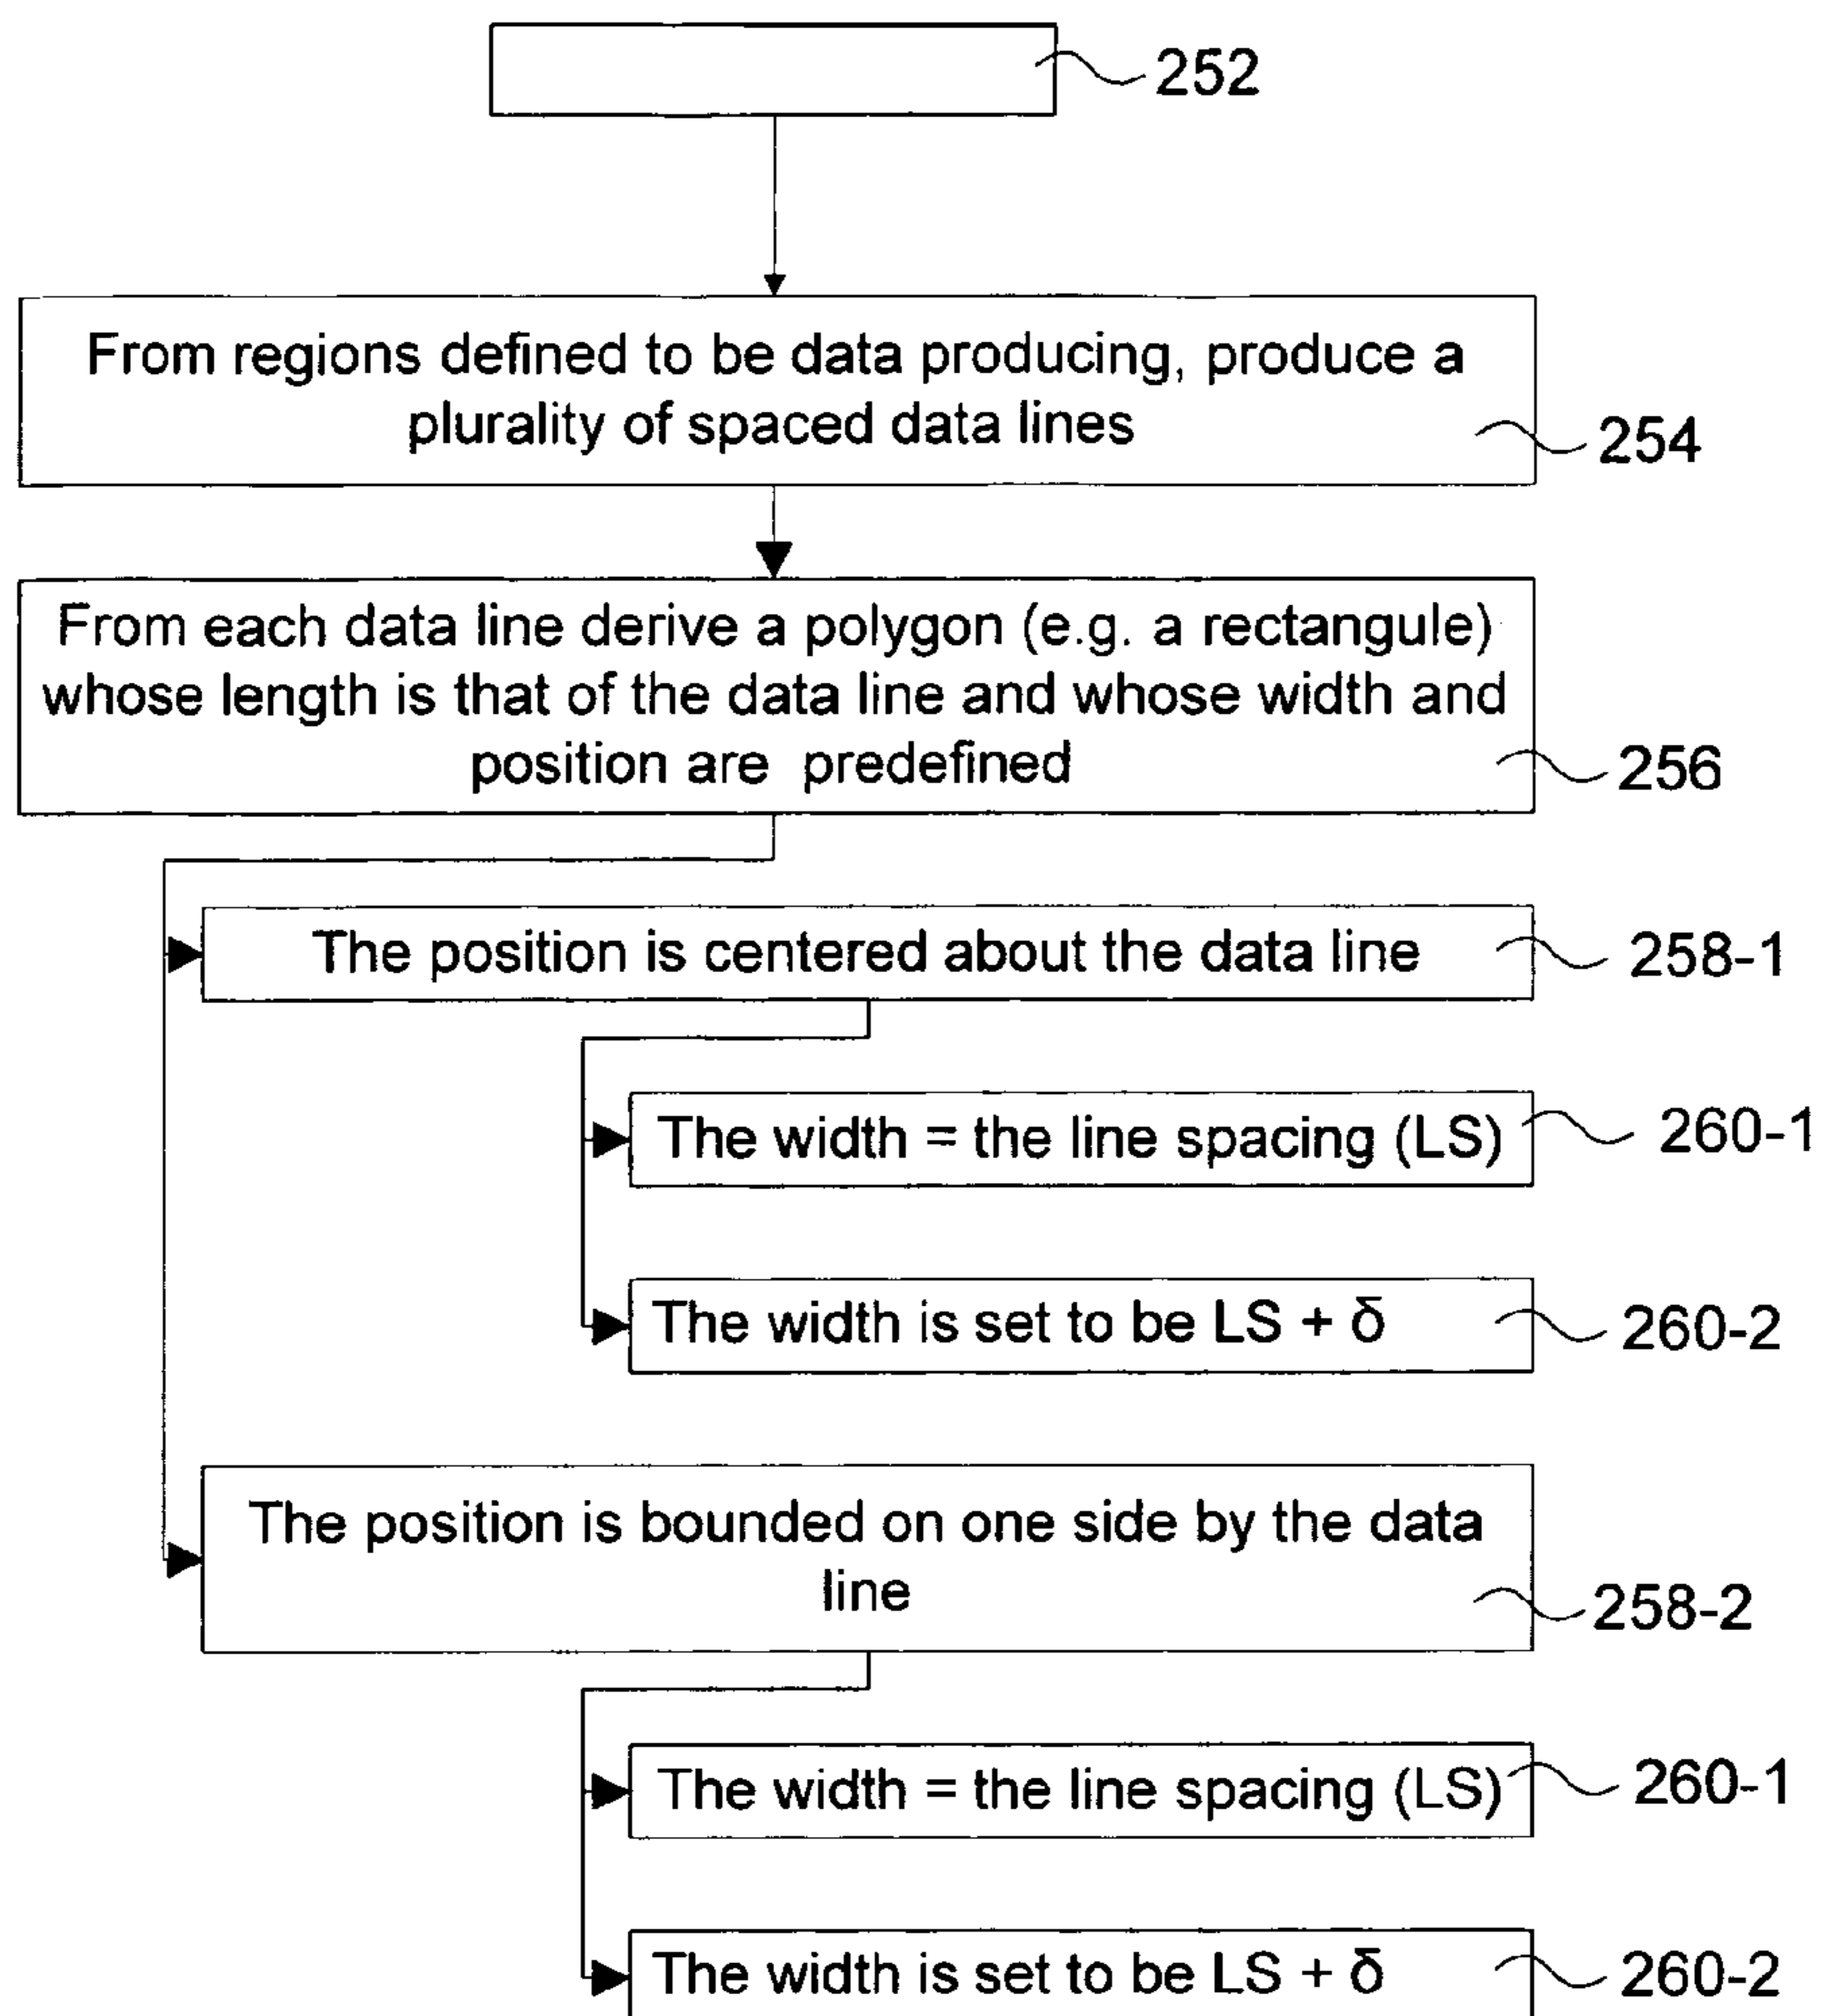 252
From regions defined to be data producing, produce a
plurality of spaced data lines
254
From each data line derive a polygon (e.g. a rectangule)
whose length is that of the data line and whose width and
position are predefined
256
The position is centered about the data line
258-1
The width = the line spacing (LS)
260-1
The width is set to be LS + δ
260-2
The position is bounded on one side by the data
line
258-2
The width = the line spacing (LS)
260-1
The width is set to be LS + δ
260-2